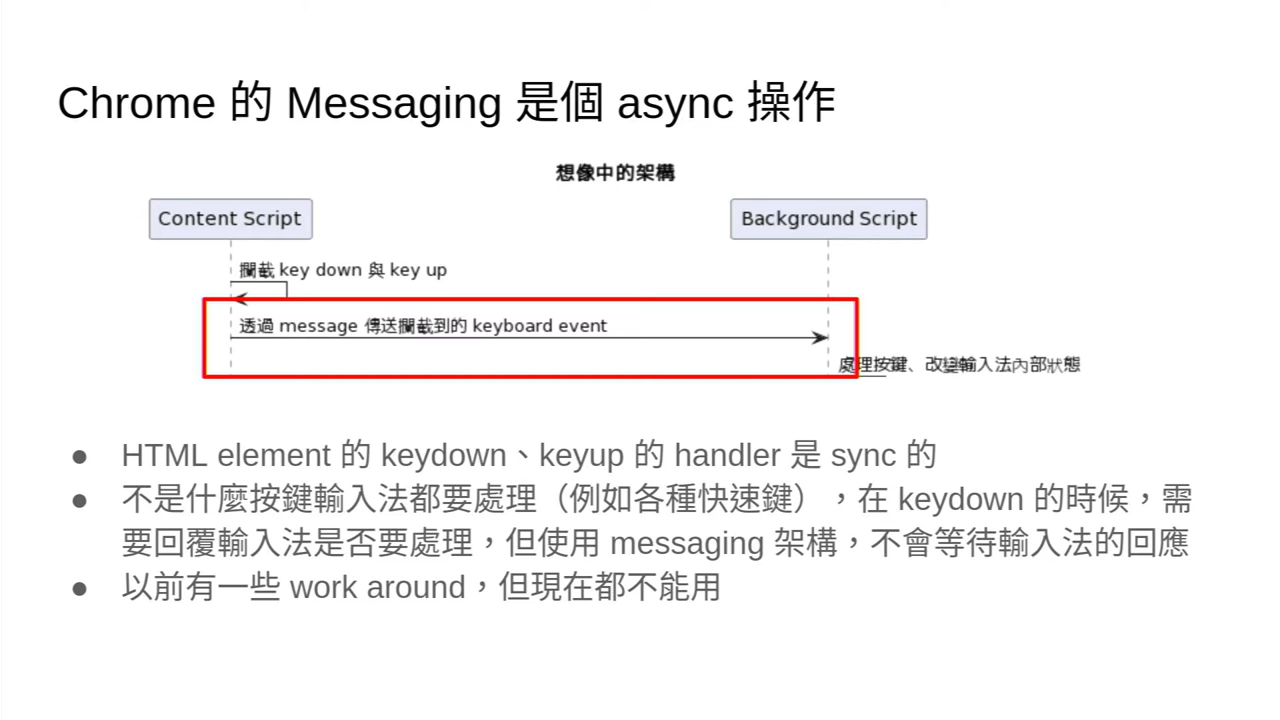 Chrome 的 Messaging 是個 async 操作
想像中的架構
Content Script
Background Script
攔截 key down 與 key up
透過 message 傳送攔截到的 keyboard event
處理按鍵、改變輸入法內部狀態
● HTML element 的 keydown、keyup 的 handler 是 sync 的
● 不是什麼按鍵輸入法都要處理（例如各種快速鍵），在 keydown 的時候，需
要回覆輸入法是否要處理，但使用 messaging 架構，不會等待輸入法的回應
● 以前有一些 work around，但現在都不能用